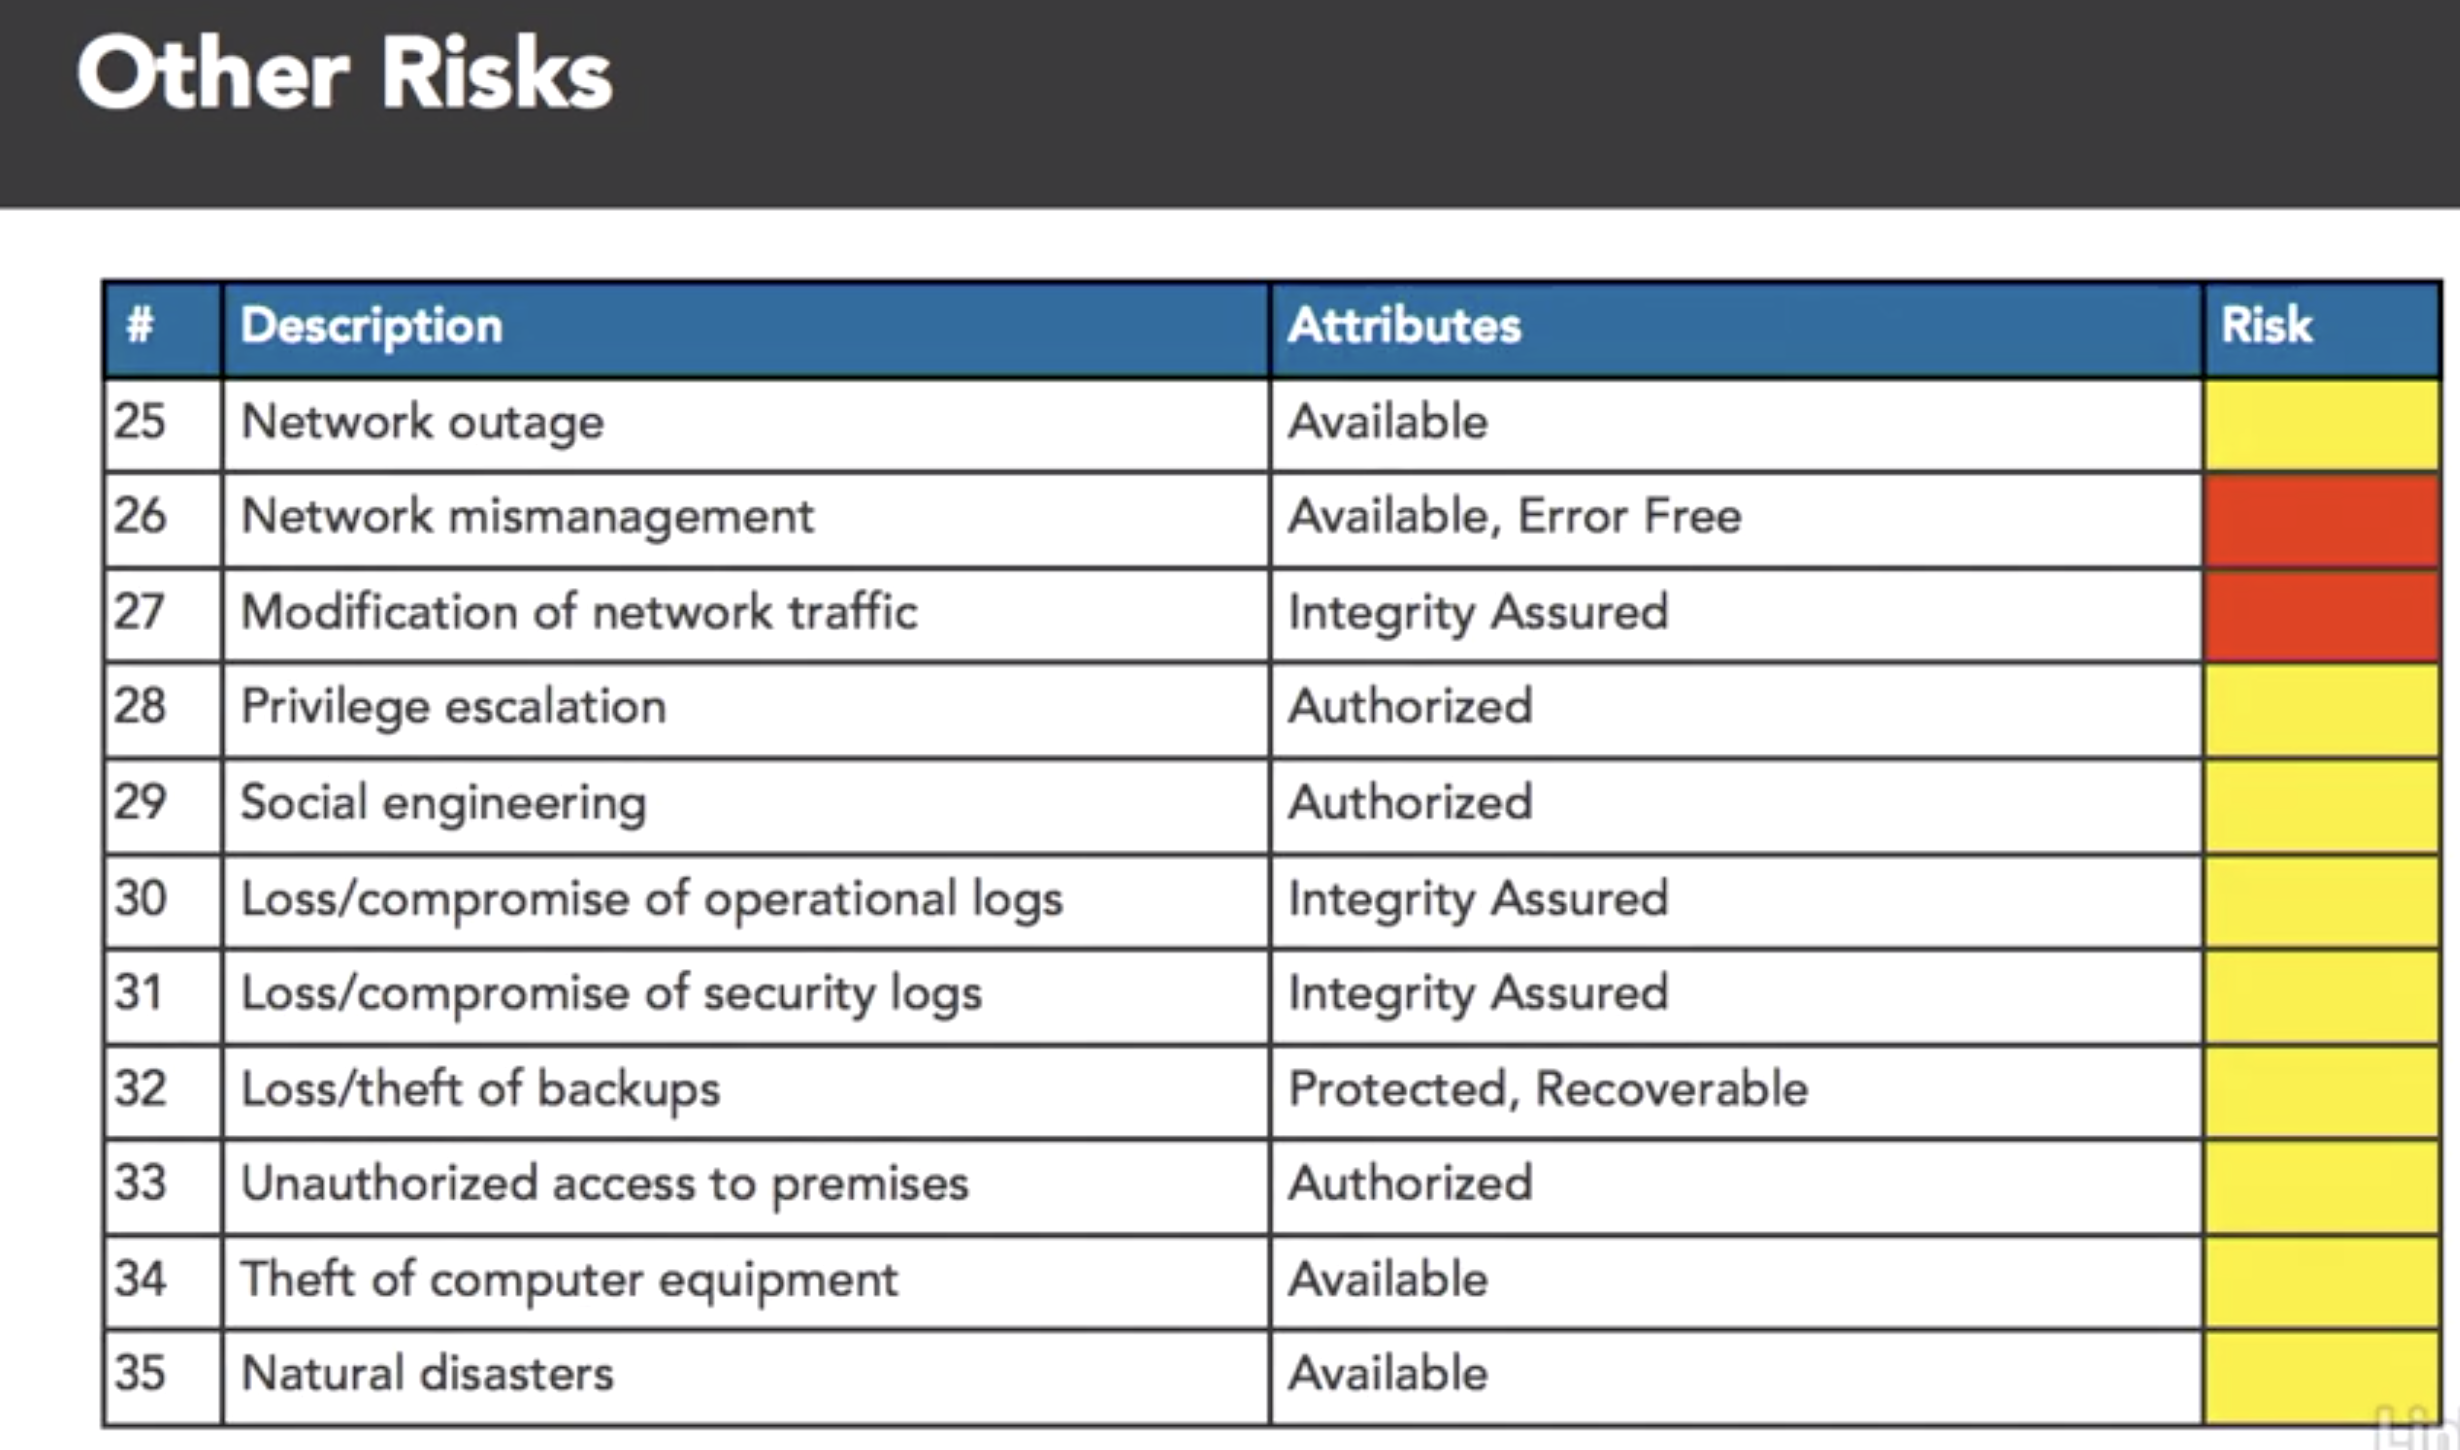 Other Risks
# Description Attributes Risk
25 Network outage Available
26 Network mismanagement Available, Error Free
27 Modification of network traffic Integrity Assured
28 Privilege escalation Authorized
29 Social engineering Authorized
30 Loss/compromise of operational logs Integrity Assured
31 Loss/compromise of security logs Integrity Assured
32 Loss/theft of backups Protected, Recoverable
33 Unauthorized access to premises Authorized
34 Theft of computer equipment Available
35 Natural disasters Available